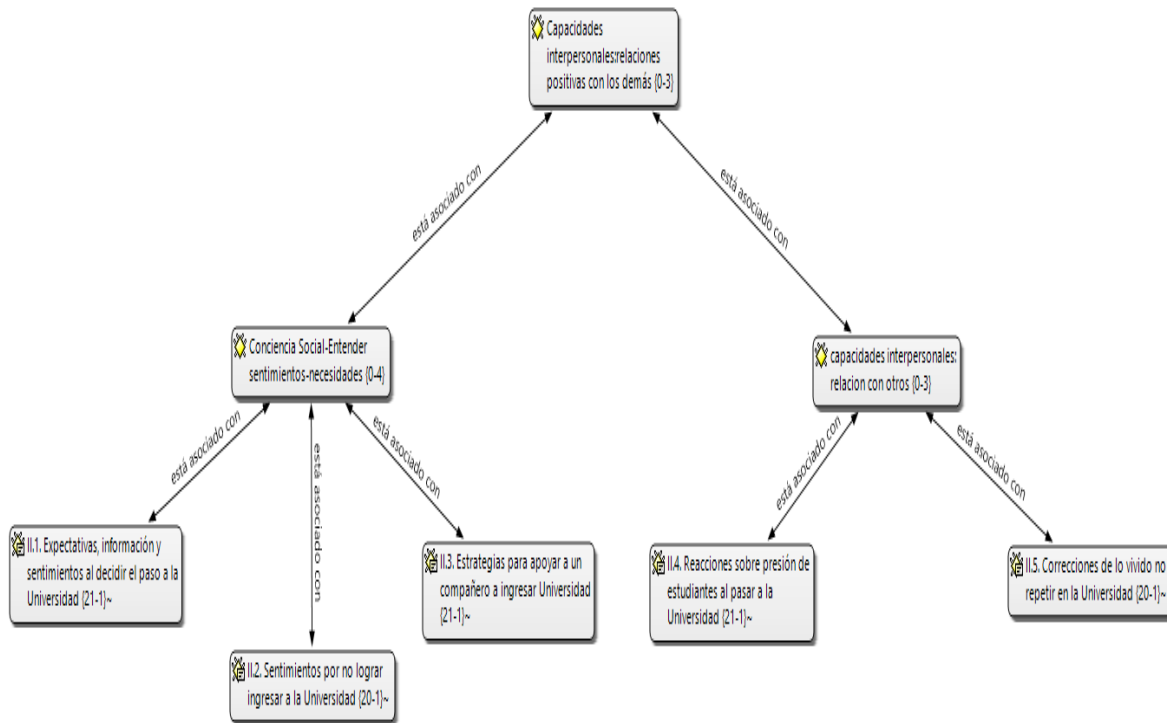 Capacidades
interpersonales:relaciones
positivas con los demás {0-3}
está asociado con
está asociado con
Conciencia Social-Entender
sentimientos-necesidades {0-4}
capacidades interpersonales:
relacion con otros {0-3}
está asociado con
está asociado con
está asociado con
está asociado con
está asociado con
II.1. Expectativas, información y
sentimientos al decidir el paso a la
Universidad {21-1}~
II.2. Sentimientos por no lograr
ingresar a la Universidad {20-1}~
II.3. Estrategias para apoyar a un
compañero a ingresar Universidad
{21-1}~
II.4. Reacciones sobre presión de
estudiantes al pasar a la
Universidad {21-1}~
II.5. Correcciones de lo vivido no
repetir en la Universidad {20-1}~